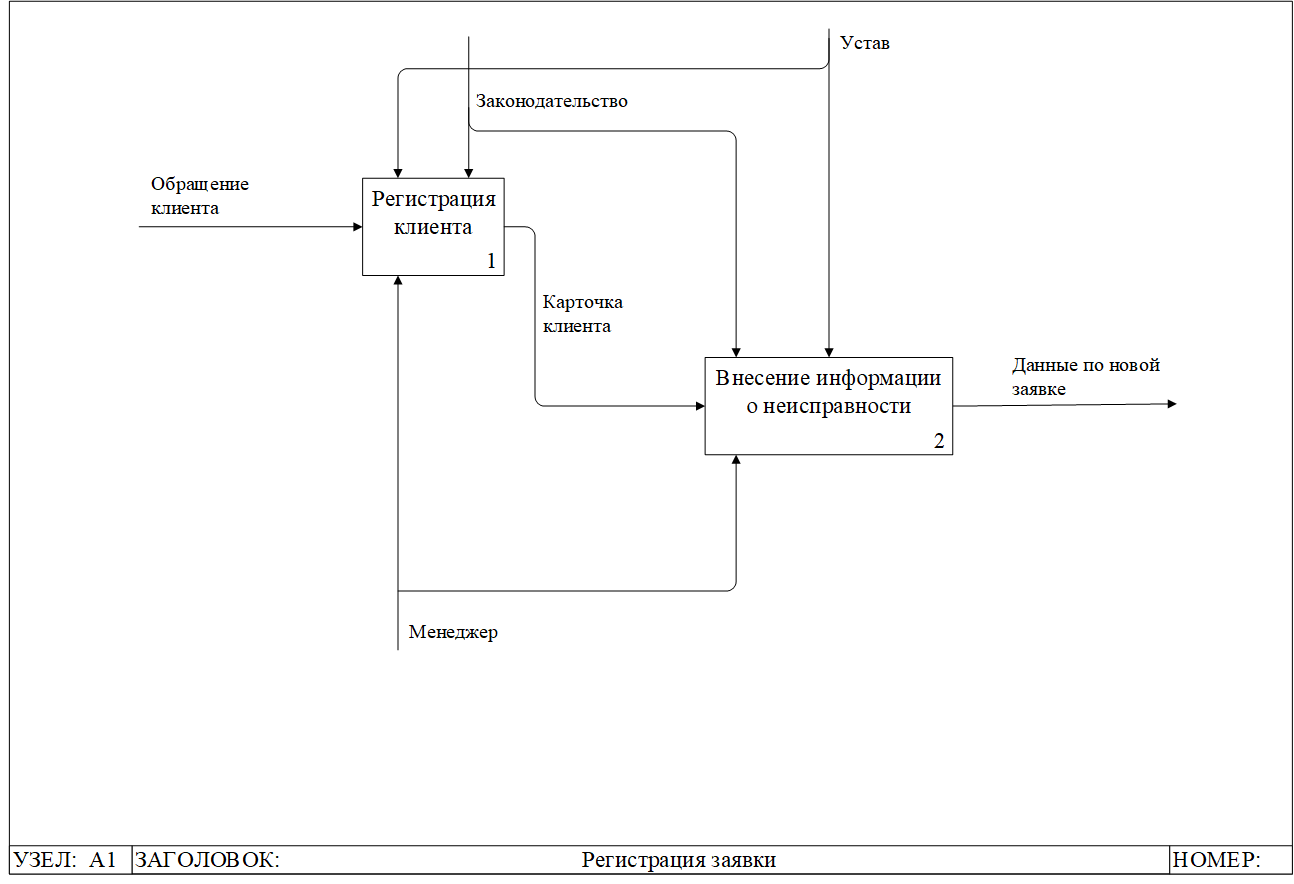 Устав
Законодательство
Обращение
клиента
Регистрация
клиента
1
Карточка
клиента
Внесение информации
о неисправности
2
Данные по новой
заявке
Менеджер
УЗЕЛ: А1
ЗАГОЛОВОК:
Регистрация заявки
НОМЕР: